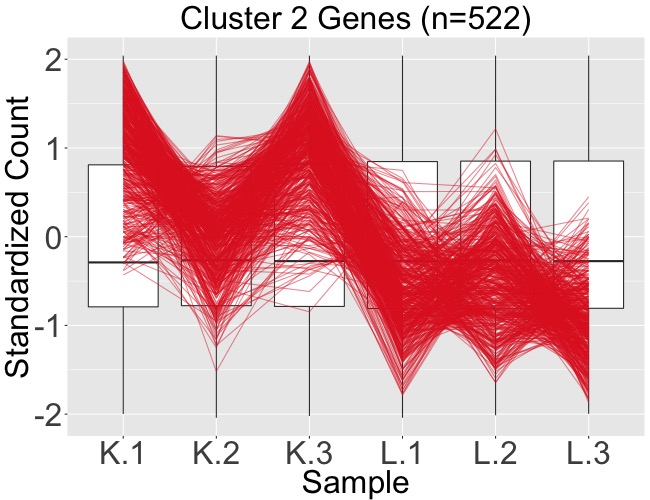 Cluster 2 Genes (n=522)
Standardized Count
2
1
0
-1
-2
K.1 K.2 K.3 L.1 L.2 L.3
Sample